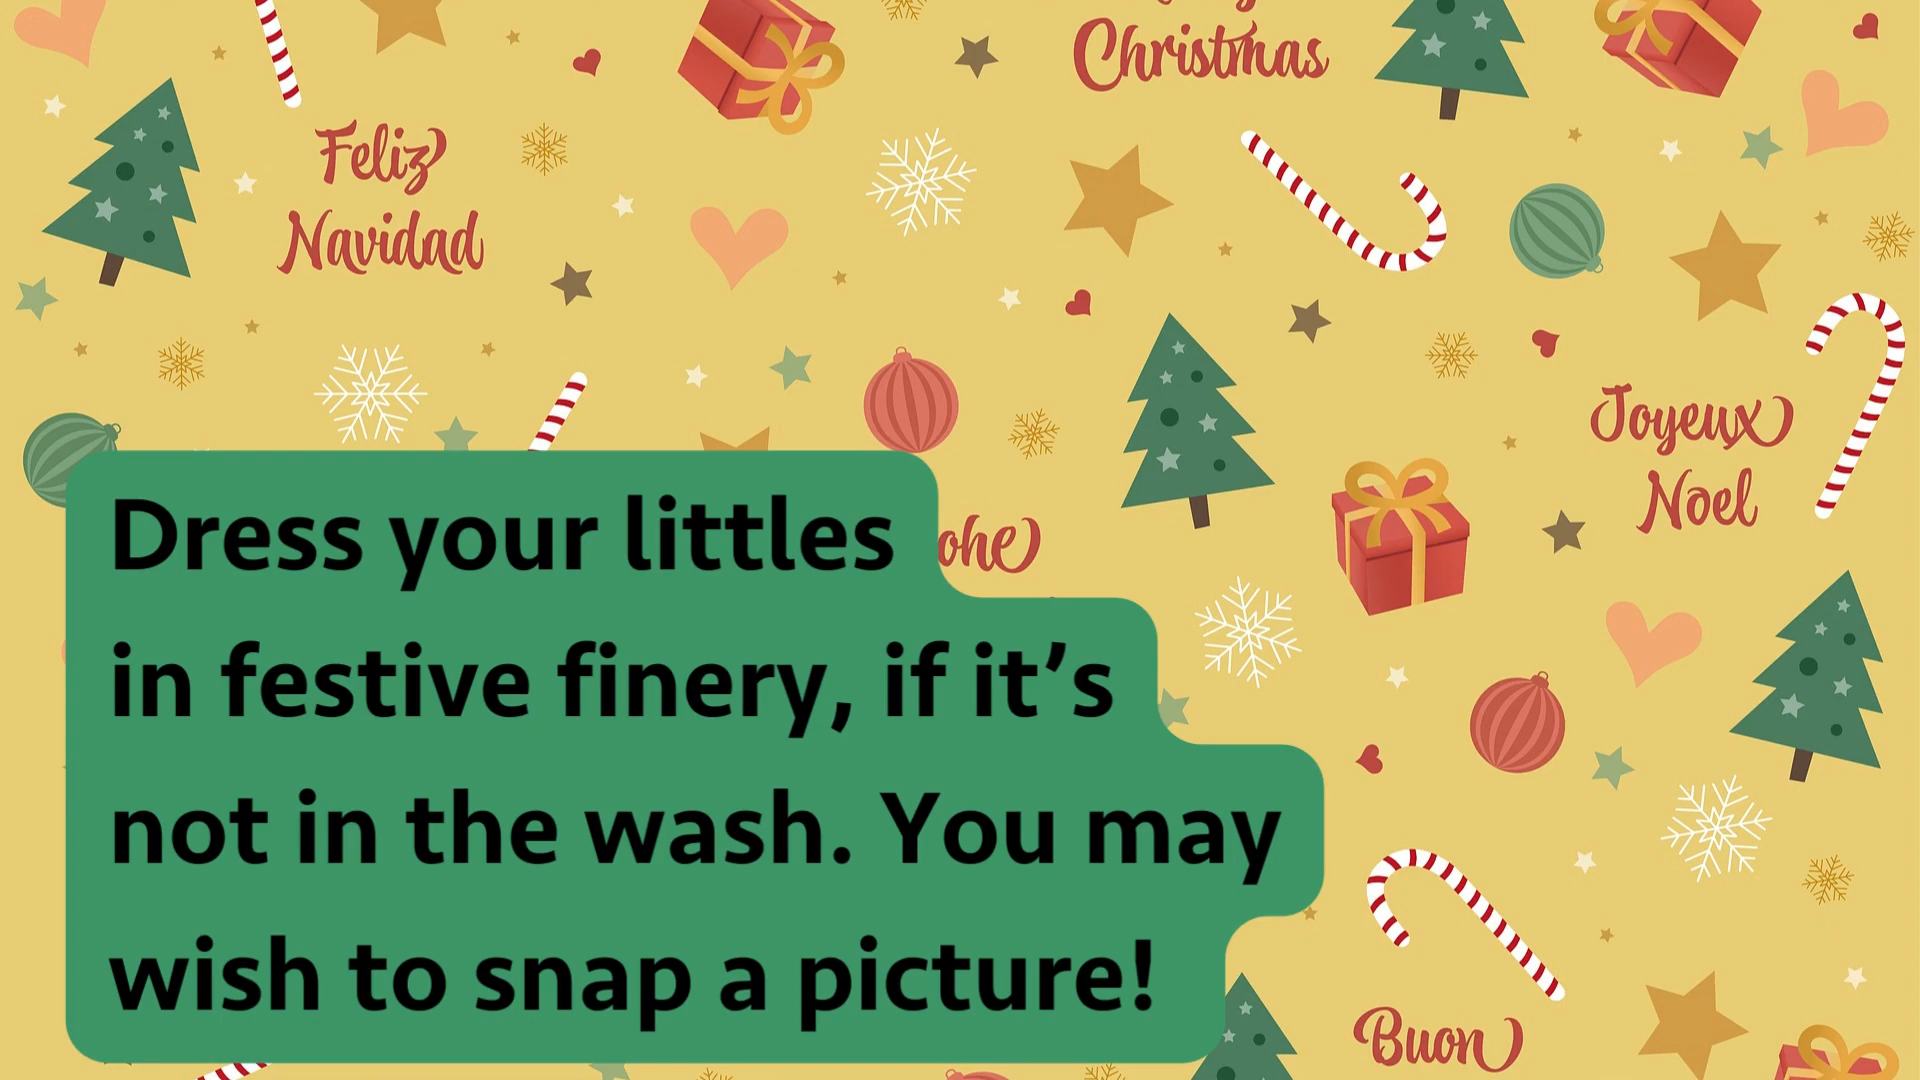 Christmas
Feliz
Navidad
Joyeux
Noel
Dress your littles
in festive finery, if it’s
not in the wash. You may
wish to snap a picture!
Buon